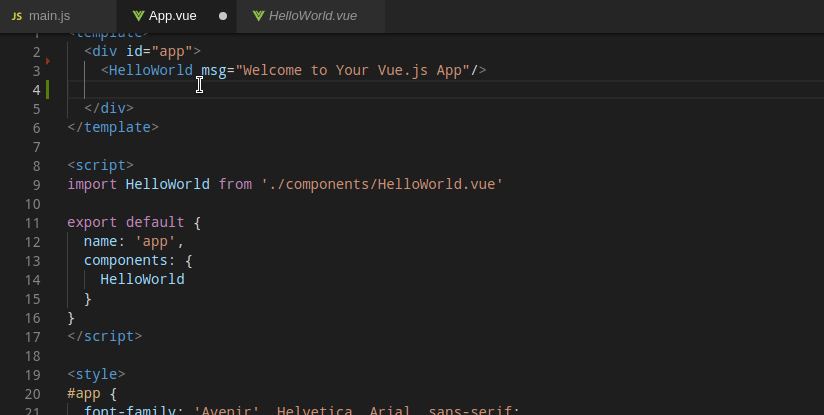 JS main.js App.vue HelloWorld.vue
1 <template>
2 <div id="app">
3 <HelloWorld msg="Welcome to Your Vue.js App"/>
4
5 </div>
6 </template>
7
8 <script>
9 import HelloWorld from './components/HelloWorld.vue'
10
11 export default {
12 name: 'app',
13 components: {
14 HelloWorld
15 }
16 }
17 </script>
18
19 <style>
20 #app {
21 font-family: 'Avenir', Helvetica, Arial, sans-serif;